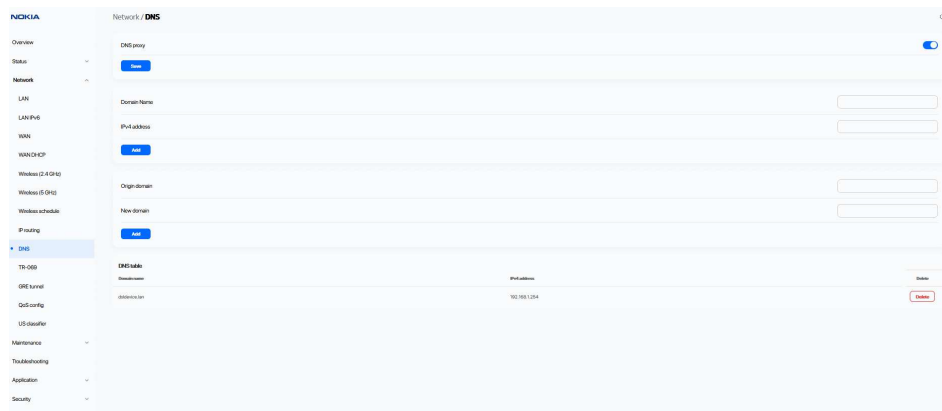 NOKIA
Network / DNS
Overview
Status
Network
LAN
LAN IPv6
WAN
WAN DHCP
Wireless (2.4 GHz)
Wireless (5 GHz)
Wireless schedule
IP routing
DNS
TR-069
GRE tunnel
QoS config
US classifier
Maintenance
Troubleshooting
Application
Security
DNS proxy
Save
Domain Name
IPv4 address
Add
Origin domain
New domain
Add
DNS table
Domain name IPv4 address Delete
192.168.1.254 Delete